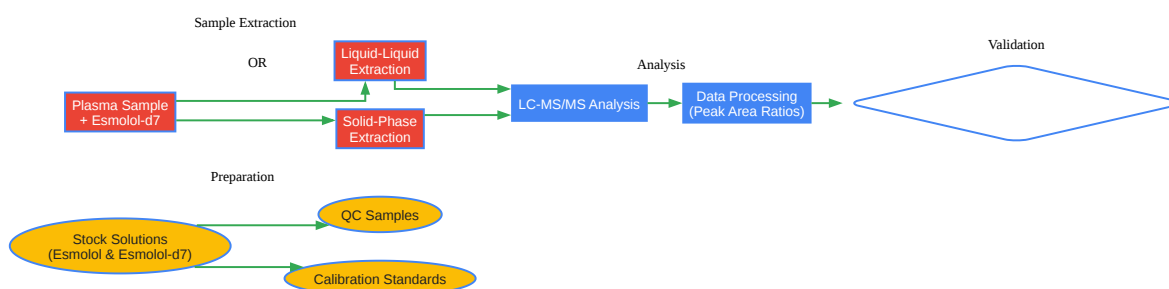 Sample Extraction
OR
Liquid-Liquid
Extraction
Plasma Sample
+ Esmolol-d7
Solid-Phase
Extraction
Analysis
LC-MS/MS Analysis
Data Processing
(Peak Area Ratios)
Validation
Preparation
Stock Solutions
(Esmolol & Esmolol-d7)
QC Samples
Calibration Standards